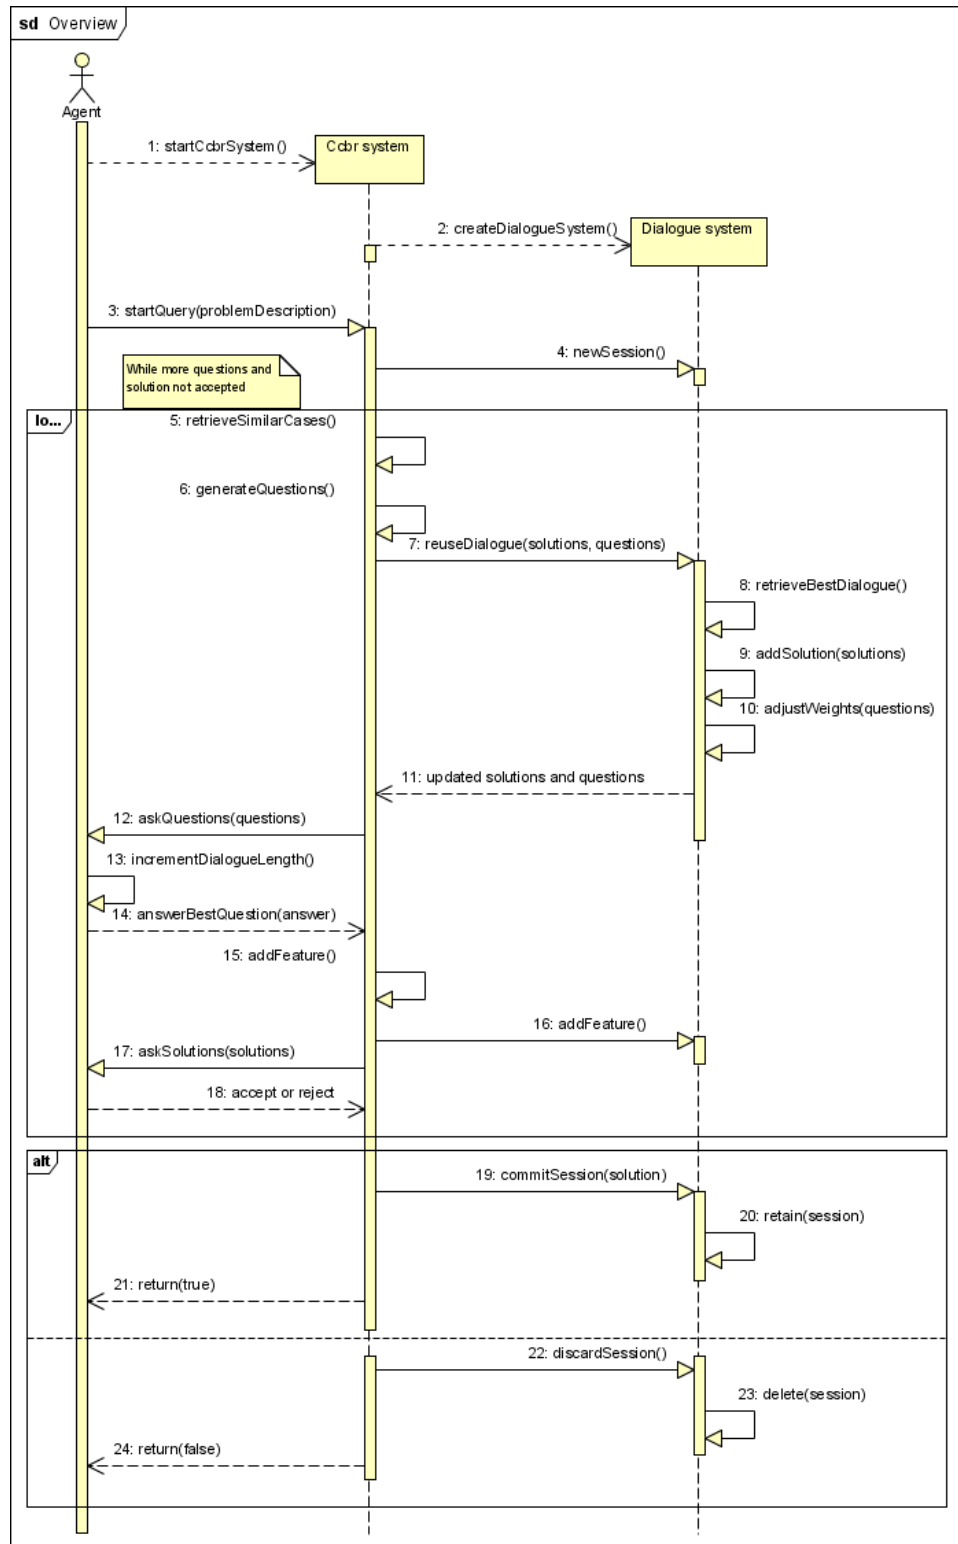 sd Overview
Agent
1: startCcbrSystem()
Ccbr system
2: createDialogueSystem()
Dialogue system
3: startQuery(problemDescription)
4: newSession()
While more questions and
solution not accepted
lo...
5: retrieveSimilarCases()
6: generateQuestions()
7: reuseDialogue(solutions, questions)
8: retrieveBestDialogue()
9: addSolution(solutions)
10: adjustWeights(questions)
11: updated solutions and questions
12: askQuestions(questions)
13: incrementDialogueLength()
14: answerBestQuestion(answer)
15: addFeature()
16: addFeature()
17: askSolutions(solutions)
18: accept or reject
alt
19: commitSession(solution)
20: retain(session)
21: return(true)
22: discardSession()
23: delete(session)
24: return(false)